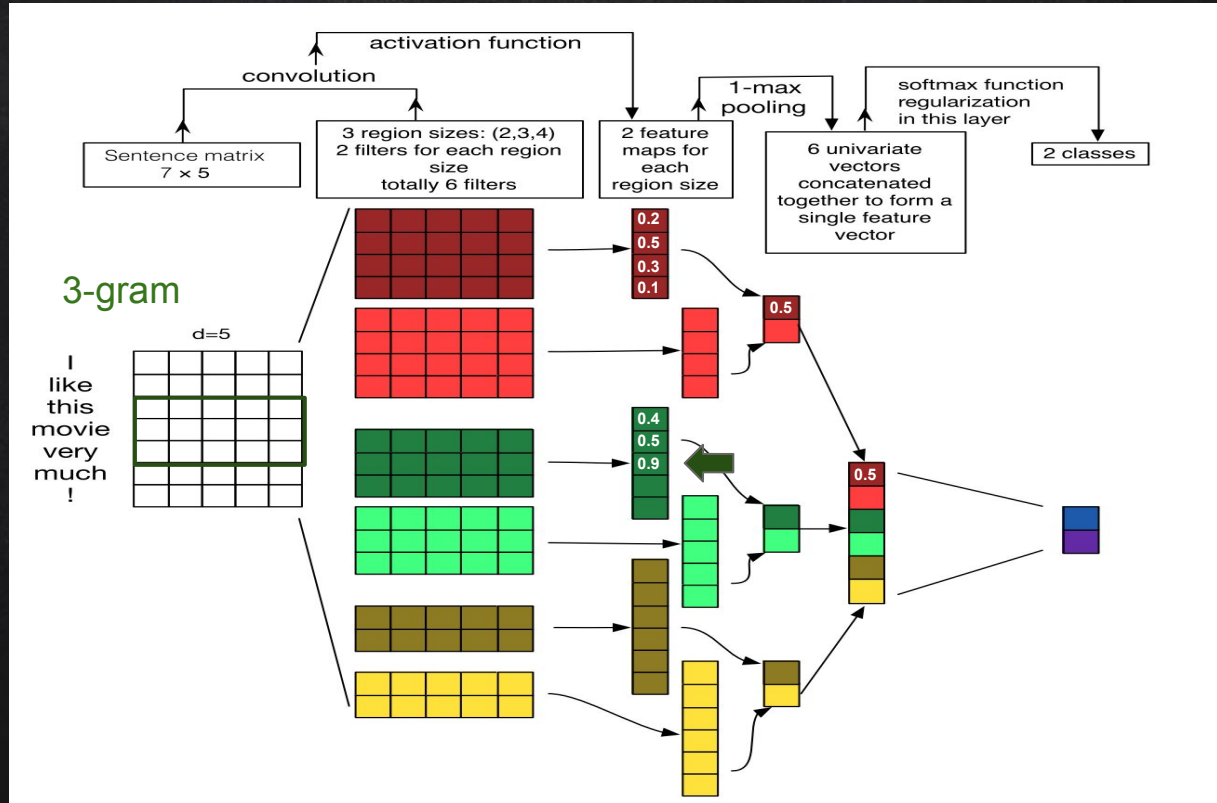 activation function
convolution
1-max
pooling
softmax function
regularization
in this layer
Sentence matrix
7 × 5
3 region sizes: (2,3,4)
2 filters for each region
size
totally 6 filters
2 feature
maps for
each
region size
6 univariate
vectors
concatenated
together to form a
single feature
vector
2 classes
3-gram
d=5
I
like
this
movie
very
much
!
0.2
0.5
0.3
0.1
0.5
0.4
0.5
0.9
0.5